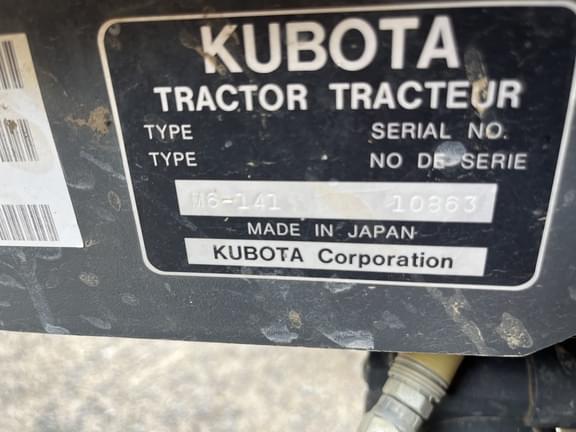 KUBOTA
TRACTOR TRACTEUR
TYPE SERIAL NO.
TYPE NO DE SERIE
M6-141 10863
MADE IN JAPAN
KUBOTA Corporation